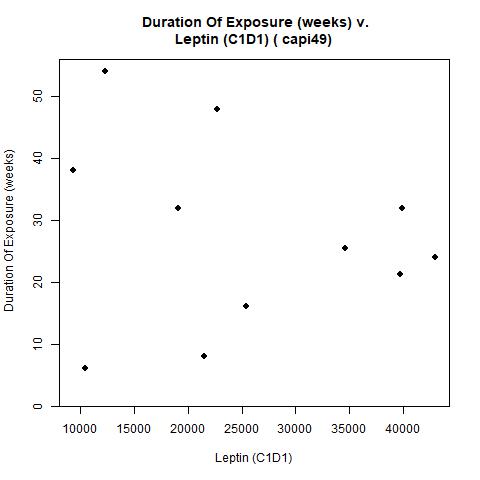 Duration Of Exposure (weeks) v.
Leptin (C1D1) ( capi49)
Duration Of Exposure (weeks)
50
40
30
20
10
0
10000 15000 20000 25000 30000 35000 40000
Leptin (C1D1)